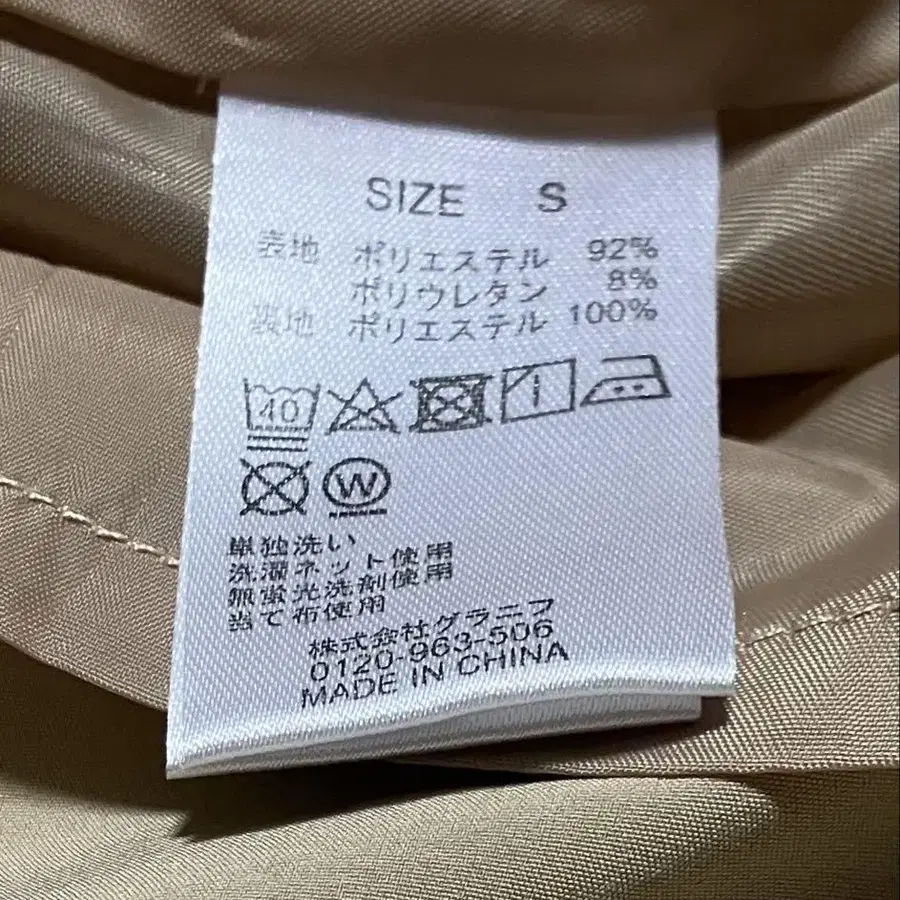 SIZE S
表地 ポリエステル 92%
ポリウレタン 8%
裏地 ポリエステル 100%
40
W
単独洗い
洗濯ネット使用
無蛍光洗剤使用
当て布使用
株式会社グラニフ
0120-963-506
MADE IN CHINA